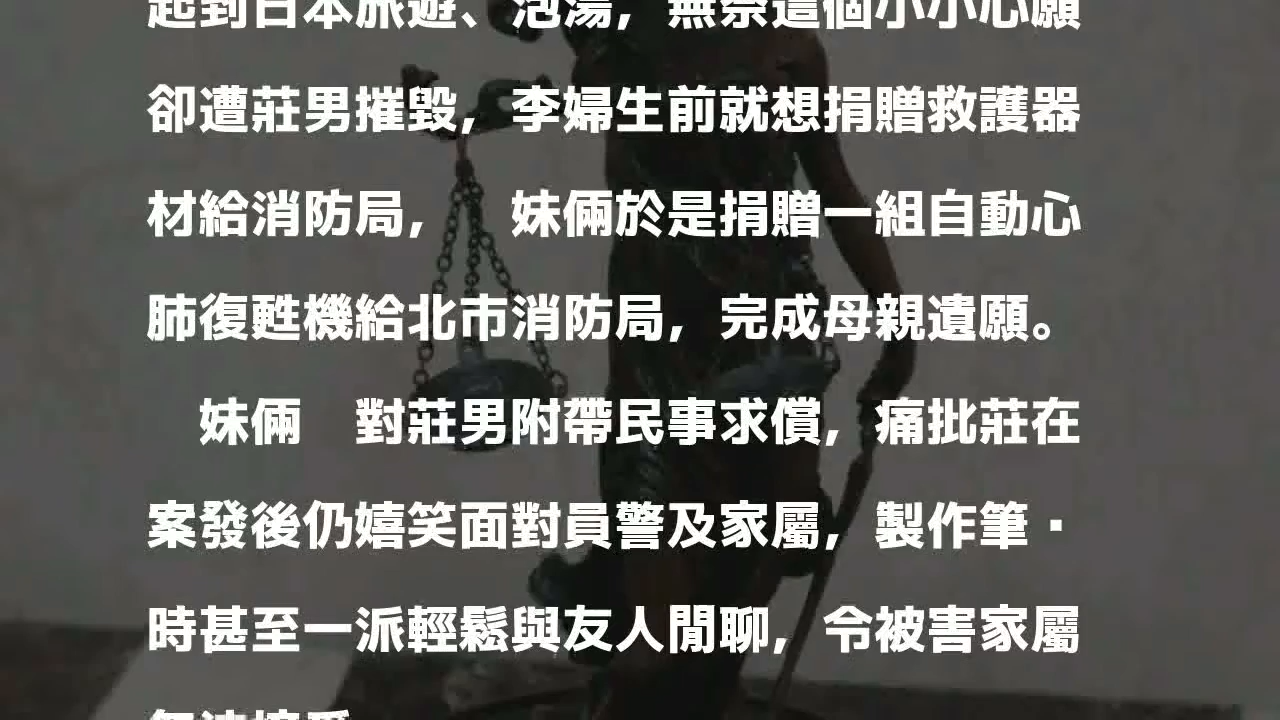 起到日本旅遊、泡湯，無奈這個小小心願
卻遭莊男摧毀，李婦生前就想捐贈救護器
材給消防局，　妹倆於是捐贈一組自動心
肺復甦機給北市消防局，完成母親遺願。
　妹倆　對莊男附帶民事求償，痛批莊在
案發後仍嬉笑面對員警及家屬，製作筆·
時甚至一派輕鬆與友人閒聊，令被害家屬